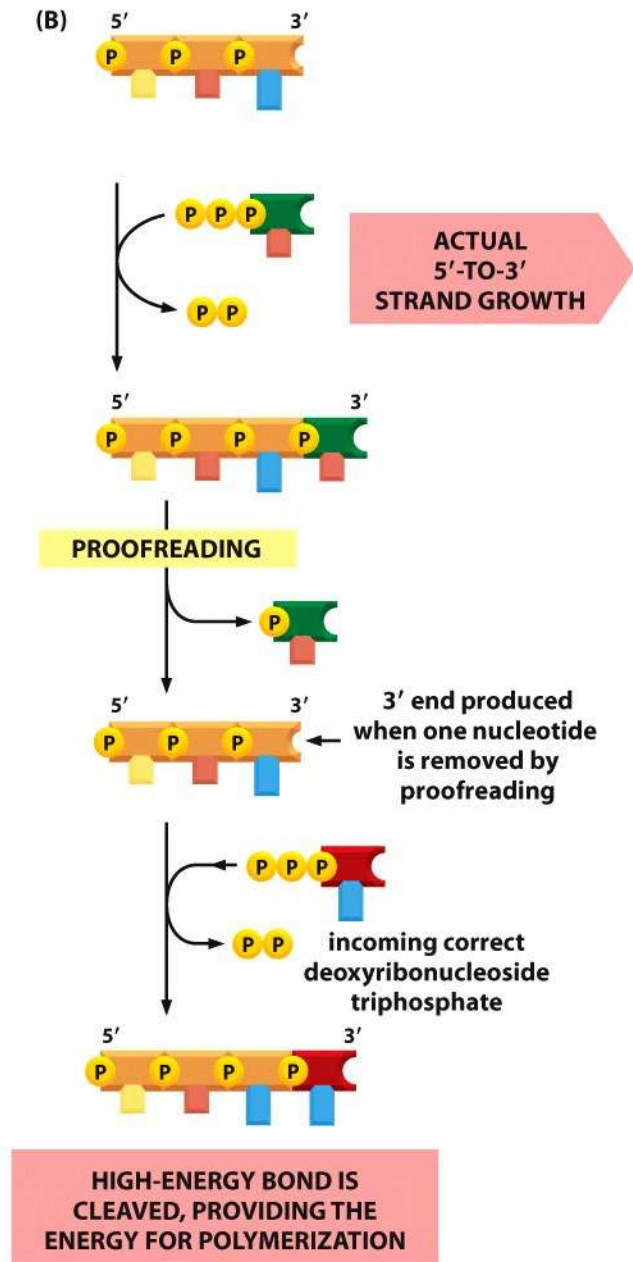 (B)
5′ 3′
P P P
P P P
ACTUAL
5′-TO-3′
STRAND GROWTH
P P
5′ 3′
P P P P
PROOFREADING
P
5′ 3′
P P P
3′ end produced
when one nucleotide
is removed by
proofreading
P P P
P P
incoming correct
deoxyribonucleoside
triphosphate
5′ 3′
P P P P
HIGH-ENERGY BOND IS
CLEAVED, PROVIDING THE
ENERGY FOR POLYMERIZATION